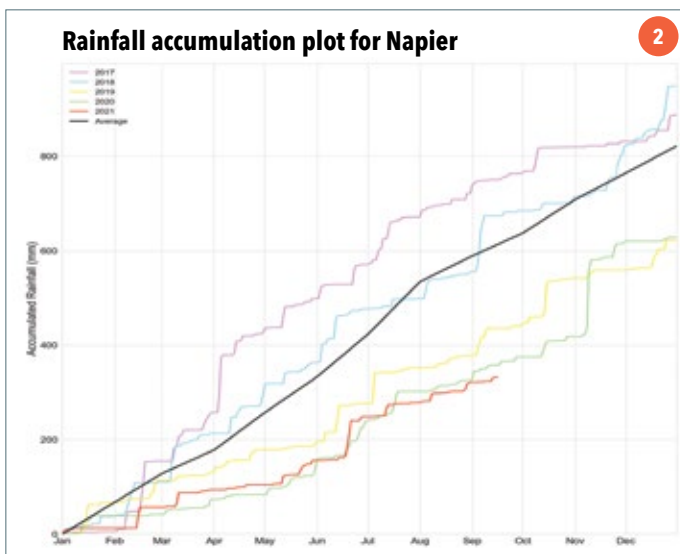 Rainfall accumulation plot for Napier
2
2017
2018
2019
2020
2021
Average
800
600
400
200
0
Accumulated Rainfall (mm)
Jan Feb Mar Apr May Jun Jul Aug Sep Oct Nov Dec